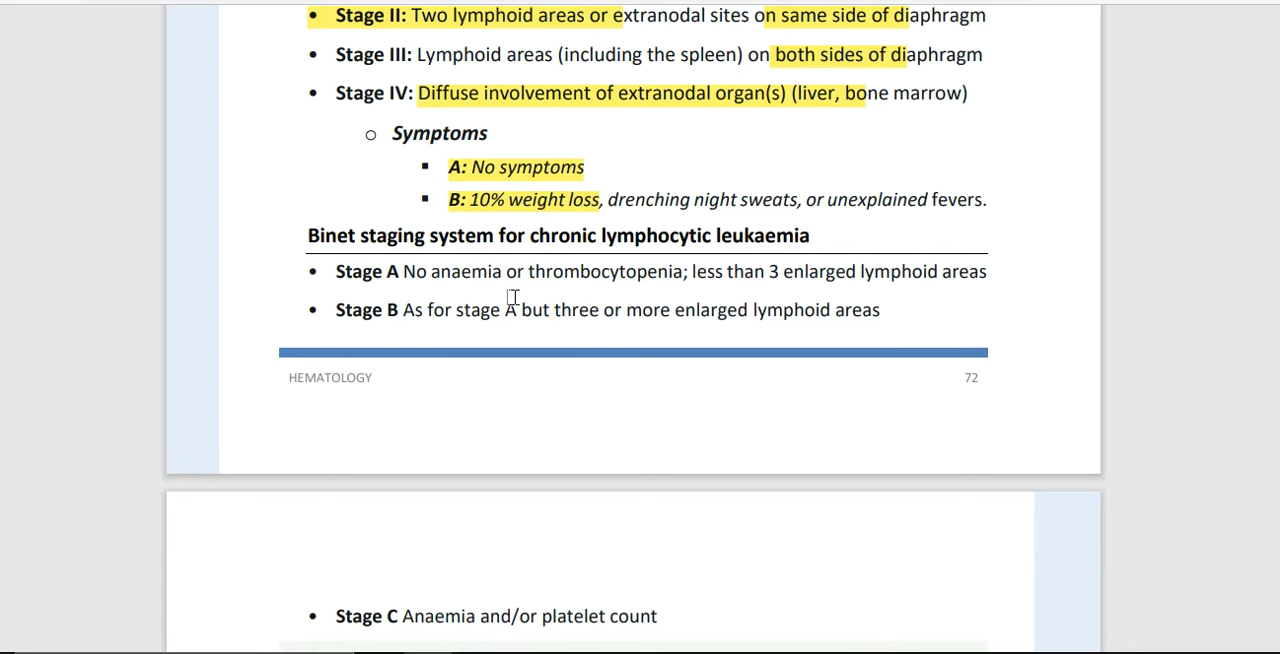 • Stage II: Two lymphoid areas or extranodal sites on same side of diaphragm
• Stage III: Lymphoid areas (including the spleen) on both sides of diaphragm
• Stage IV: Diffuse involvement of extranodal organ(s) (liver, bone marrow)
o Symptoms
▪ A: No symptoms
▪ B: 10% weight loss, drenching night sweats, or unexplained fevers.
Binet staging system for chronic lymphocytic leukaemia
• Stage A No anaemia or thrombocytopenia; less than 3 enlarged lymphoid areas
• Stage B As for stage A but three or more enlarged lymphoid areas
HEMATOLOGY 72
• Stage C Anaemia and/or platelet count